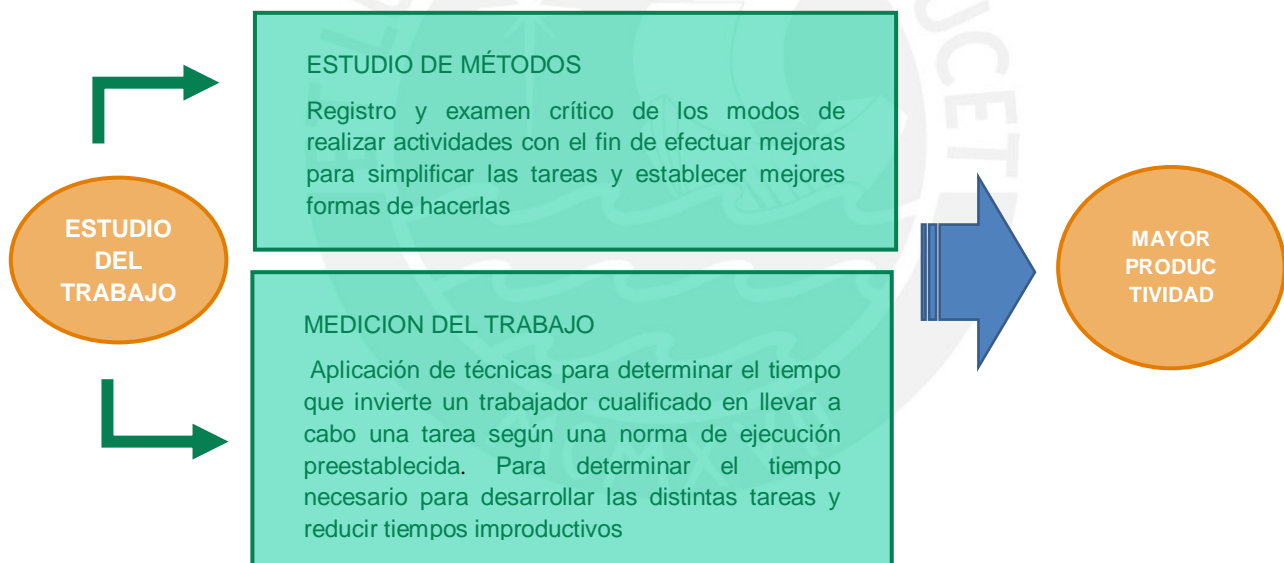 ESTUDIO DE MÉTODOS
Registro y examen crítico de los modos de
realizar actividades con el fin de efectuar mejoras
para simplificar las tareas y establecer mejores
formas de hacerlas
ESTUDIO
DEL
TRABAJO
MAYOR
PRODUC
TIVIDAD
MEDICION DEL TRABAJO
Aplicación de técnicas para determinar el tiempo
que invierte un trabajador cualificado en llevar a
cabo una tarea según una norma de ejecución
preestablecida. Para determinar el tiempo
necesario para desarrollar las distintas tareas y
reducir tiempos improductivos